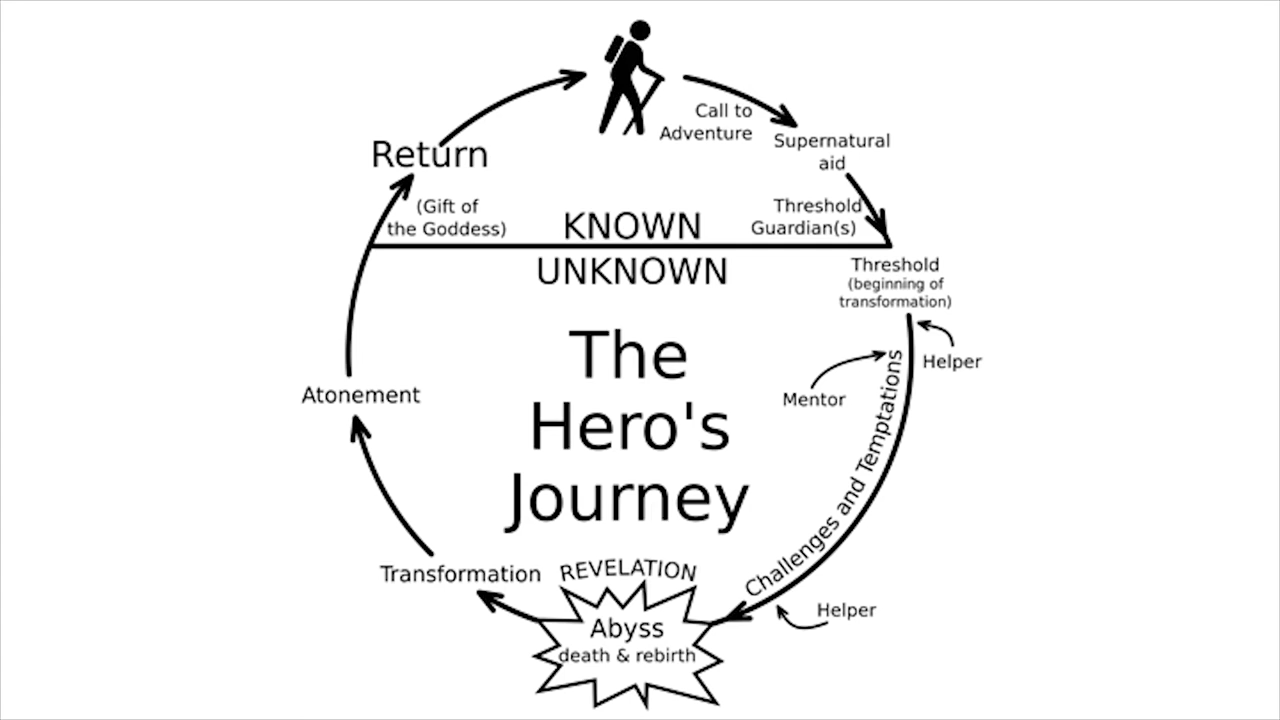 Call to
Adventure
Supernatural
aid
Return
(Gift of
the Goddess)
KNOWN
Threshold
Guardian(s)
UNKNOWN
Threshold
(beginning of
transformation)
Helper
Mentor
Challenges and Temptations
The
Hero's
Journey
Atonement
Transformation
REVELATION
Abyss
death & rebirth
Helper